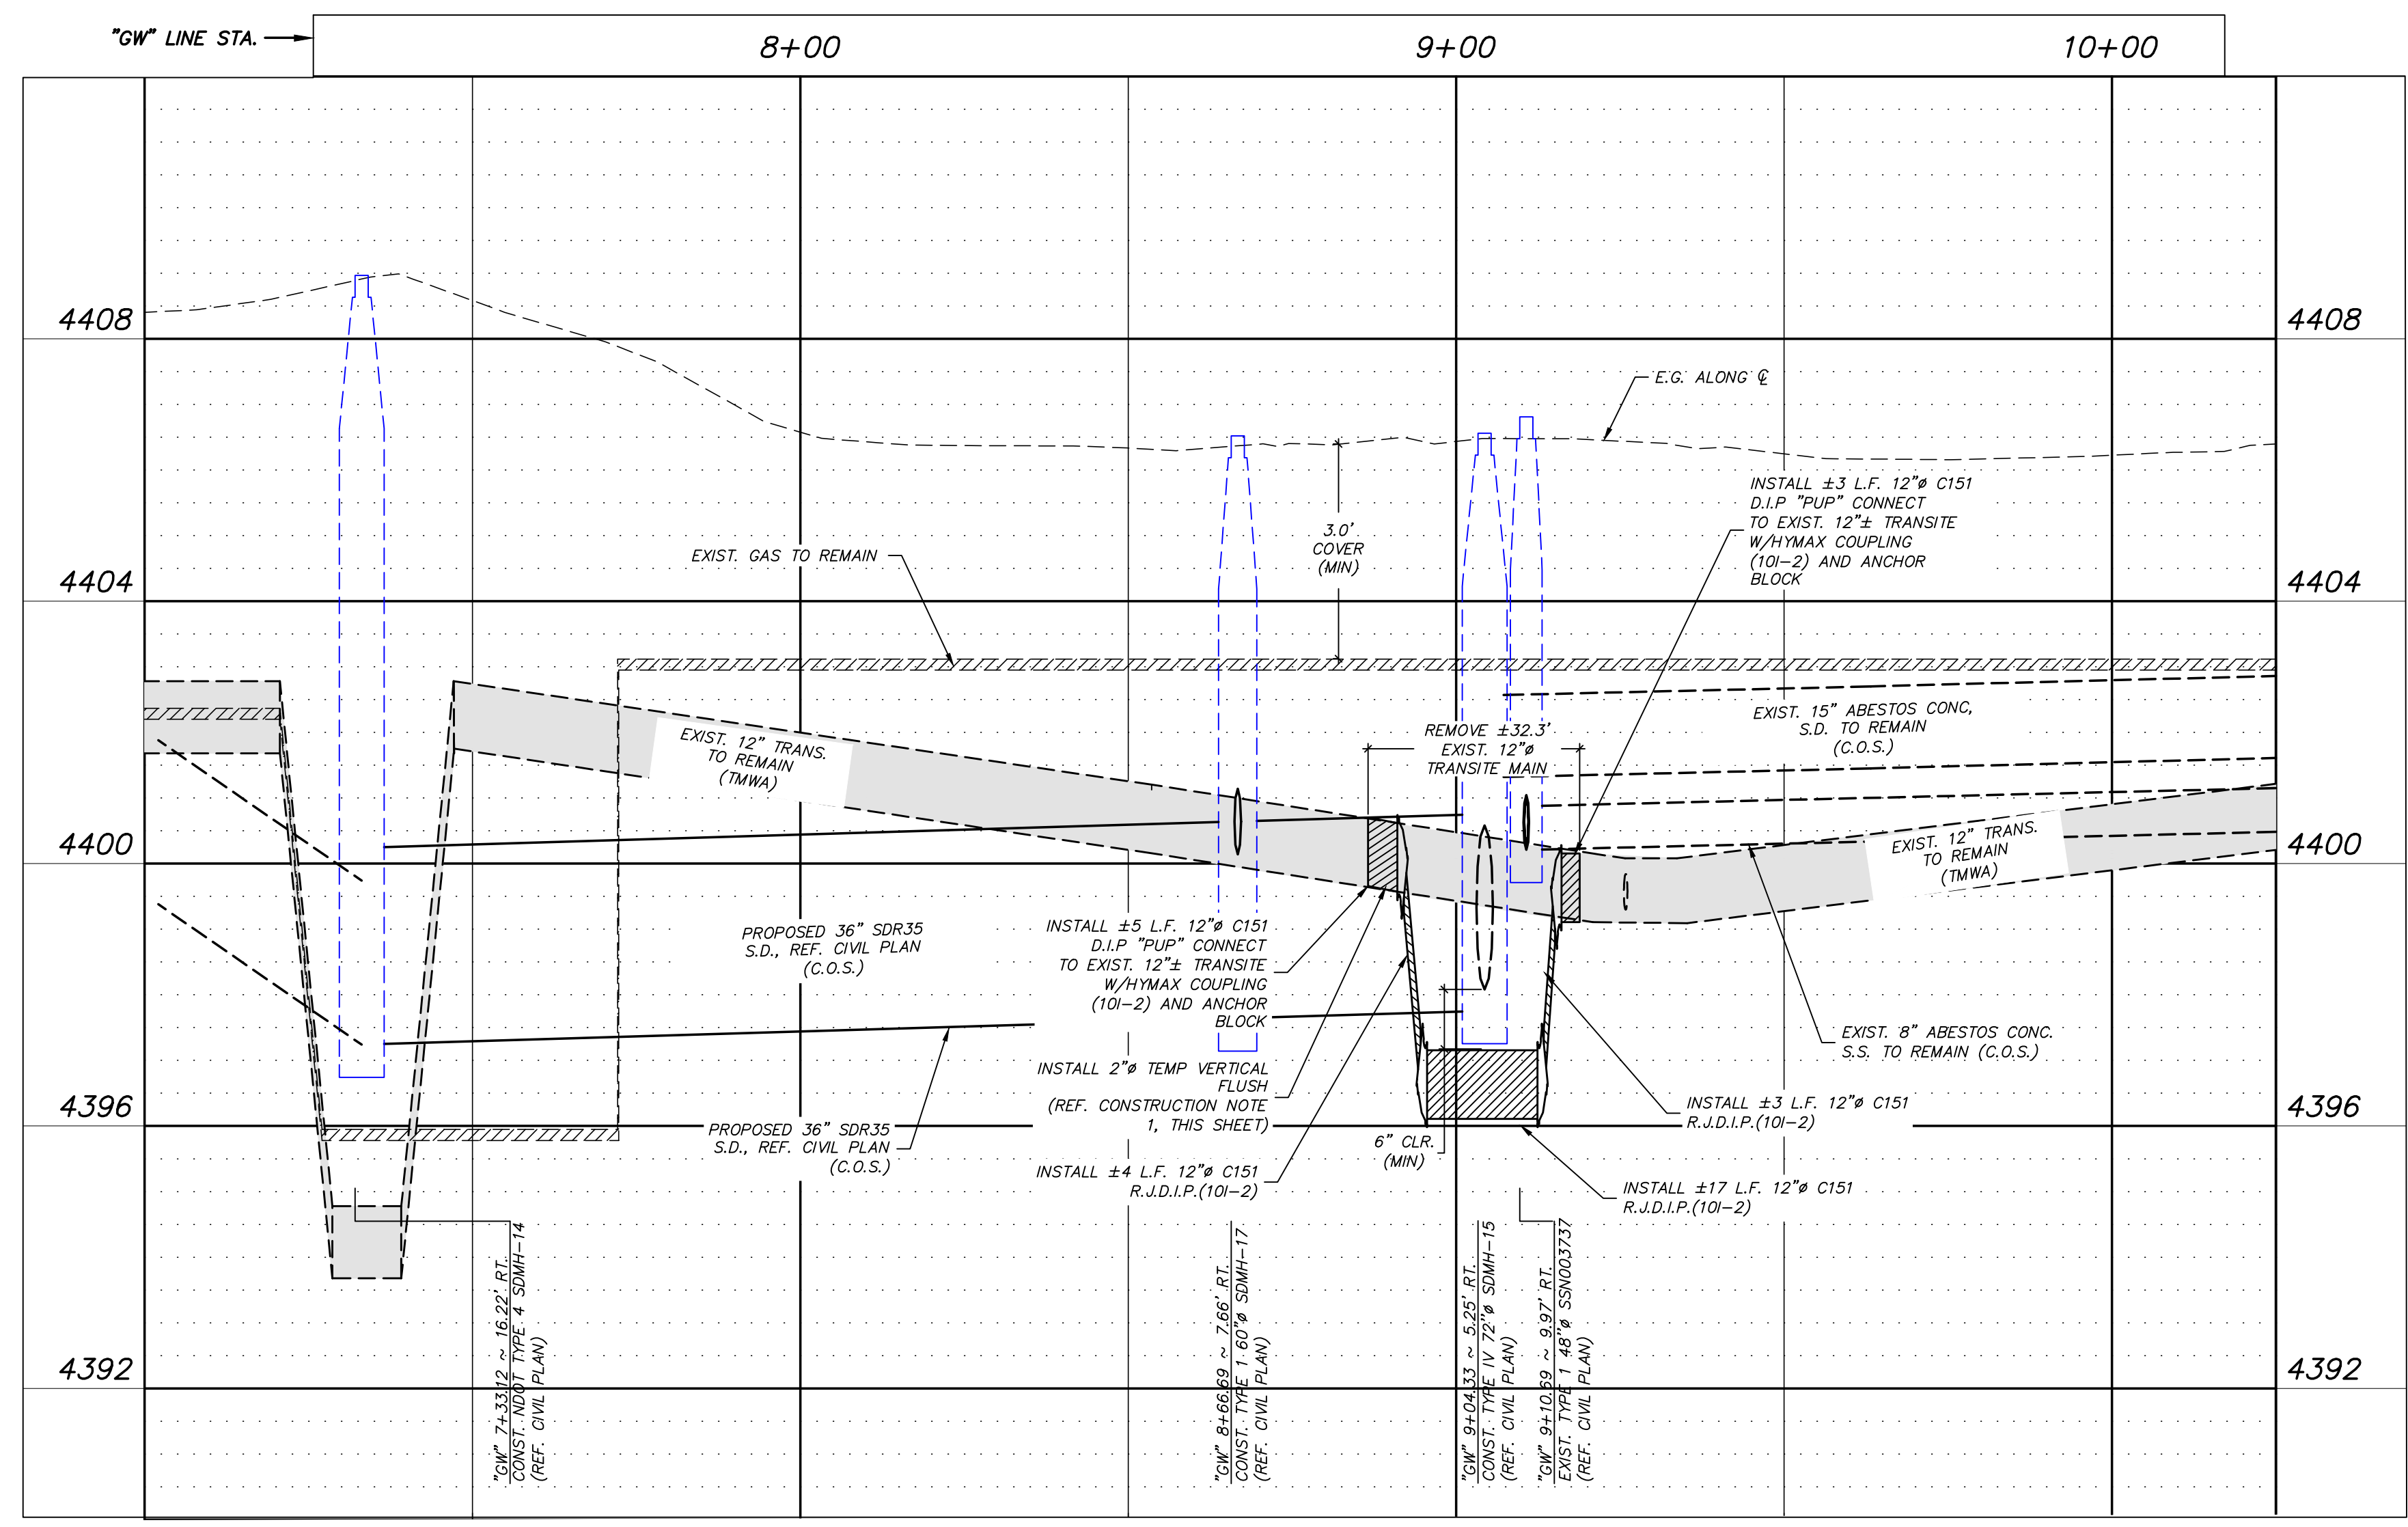 "GW" LINE STA.
8+00
9+00
10+00
4408
4408
E.G. ALONG ℄
INSTALL ±3 L.F. 12"ø C151
D.I.P "PUP" CONNECT
TO EXIST. 12"± TRANSITE
W/HYMAX COUPLING
(10I-2) AND ANCHOR
BLOCK
3.0'
COVER
(MIN)
EXIST. GAS TO REMAIN
4404
4404
EXIST. 15" ABESTOS CONC,
S.D. TO REMAIN
(C.O.S.)
REMOVE ±32.3'
EXIST. 12"ø
TRANSITE MAIN
EXIST. 12" TRANS.
TO REMAIN
(TMWA)
4400
4400
EXIST. 12" TRANS.
TO REMAIN
(TMWA)
PROPOSED 36" SDR35
S.D., REF. CIVIL PLAN
(C.O.S.)
INSTALL ±5 L.F. 12"ø C151
D.I.P "PUP" CONNECT
TO EXIST. 12"± TRANSITE
W/HYMAX COUPLING
(10I-2) AND ANCHOR
BLOCK
EXIST. 8" ABESTOS CONC.
S.S. TO REMAIN (C.O.S.)
INSTALL 2"ø TEMP VERTICAL
FLUSH
(REF. CONSTRUCTION NOTE
1, THIS SHEET)
4396
4396
PROPOSED 36" SDR35
S.D., REF. CIVIL PLAN
(C.O.S.)
INSTALL ±3 L.F. 12"ø C151
R.J.D.I.P.(10I-2)
6" CLR.
(MIN)
INSTALL ±4 L.F. 12"ø C151
R.J.D.I.P.(10I-2)
INSTALL ±17 L.F. 12"ø C151
R.J.D.I.P.(10I-2)
"GW" 7+33.12 ~ 16.22' RT.
CONST. NDOT TYPE 4 SDMH-14
(REF. CIVIL PLAN)
"GW" 8+66.69 ~ 7.66' RT.
CONST. TYPE 1 60"ø SDMH-17
(REF. CIVIL PLAN)
"GW" 9+04.33 ~ 5.25' RT.
CONST. TYPE IV 72"ø SDMH-15
(REF. CIVIL PLAN)
"GW" 9+10.69 ~ 9.97' RT.
EXIST. TYPE 1 48"ø SSN003737
(REF. CIVIL PLAN)
4392
4392